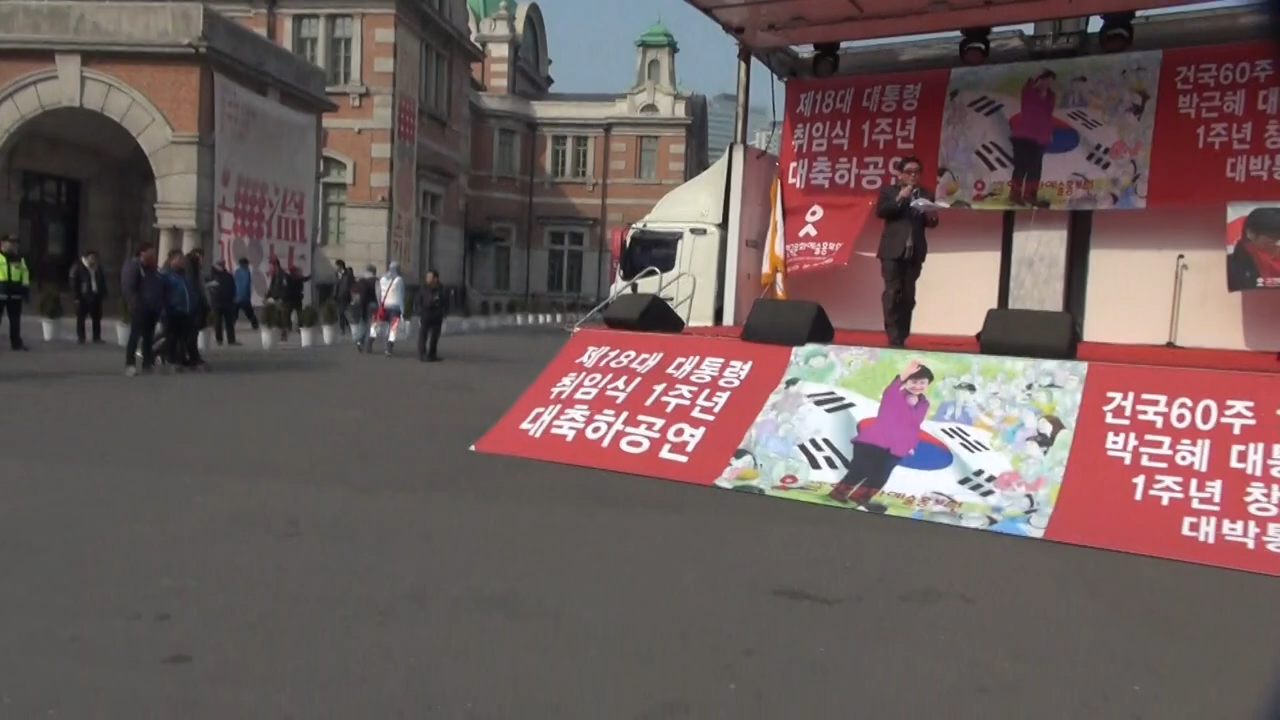 제18대 대통령
취임식 1주년
대축하공연
건국60주
박근혜 대
1주년 창
대박
제18대 대통령
취임식 1주년
대축하공연
건국60주
박근혜 대통
1주년 창
대박통
溫